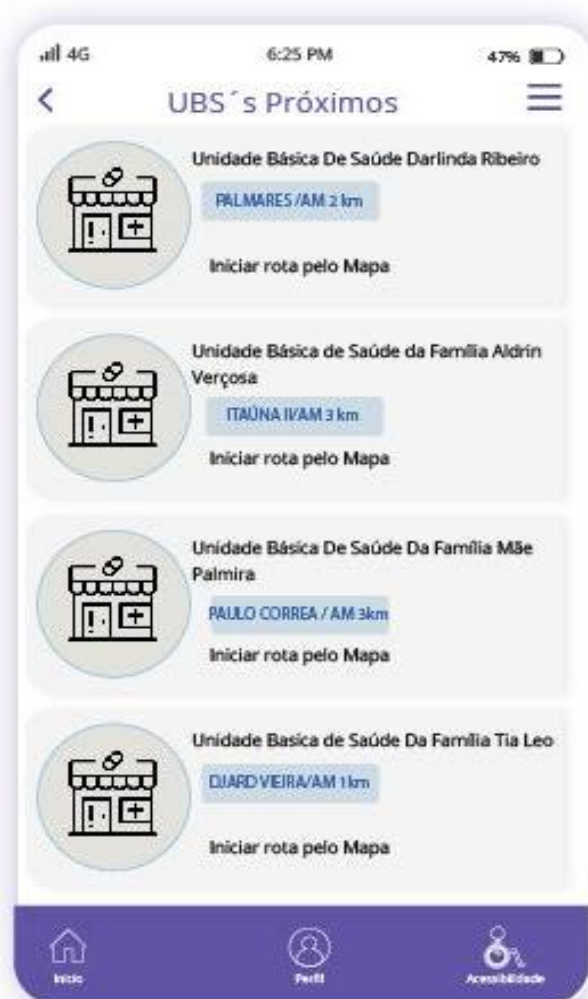 4G
6:25 PM
47%
UBS´s Próximos
Unidade Básica De Saúde Darlinda Ribeiro
PALMARES /AM 2 km
Iniciar rota pelo Mapa
Unidade Básica de Saúde da Família Aldrin
Verçosa
ITAÚNA II/AM 3 km
Iniciar rota pelo Mapa
Unidade Básica De Saúde Da Família Mãe
Palmira
PAULO CORREA / AM 3km
Iniciar rota pelo Mapa
Unidade Basica de Saúde Da Família Tia Leo
DJARD VIEIRA/AM 1 km
Iniciar rota pelo Mapa
Início
Perfil
Acessibilidade